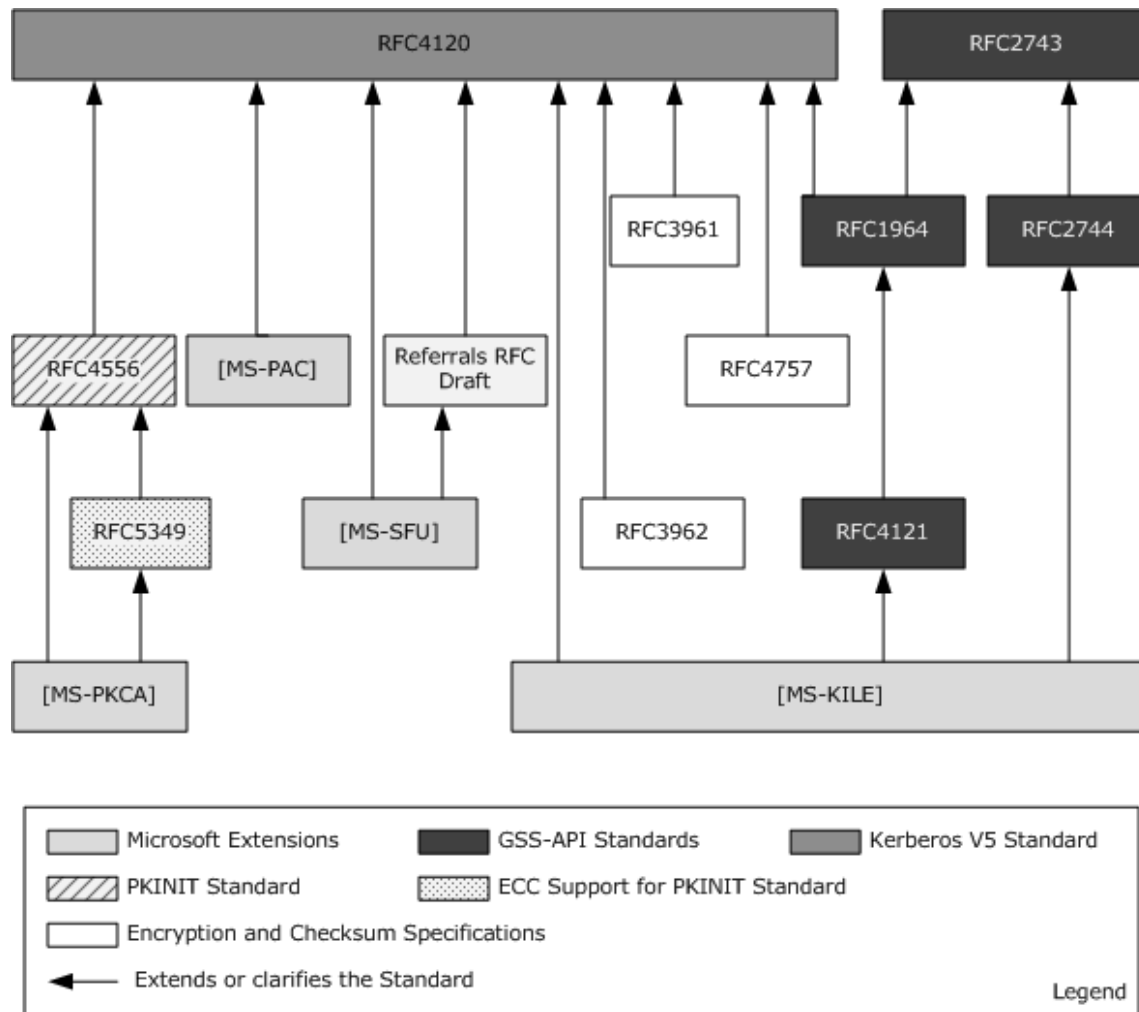 RFC4120
RFC2743
RFC3961
RFC1964
RFC2744
RFC4556
[MS-PAC]
Referrals RFC
Draft
RFC4757
RFC5349
[MS-SFU]
RFC3962
RFC4121
[MS-PKCA]
[MS-KILE]
Microsoft Extensions
GSS-API Standards
Kerberos V5 Standard
PKINIT Standard
ECC Support for PKINIT Standard
Encryption and Checksum Specifications
Extends or clarifies the Standard
Legend